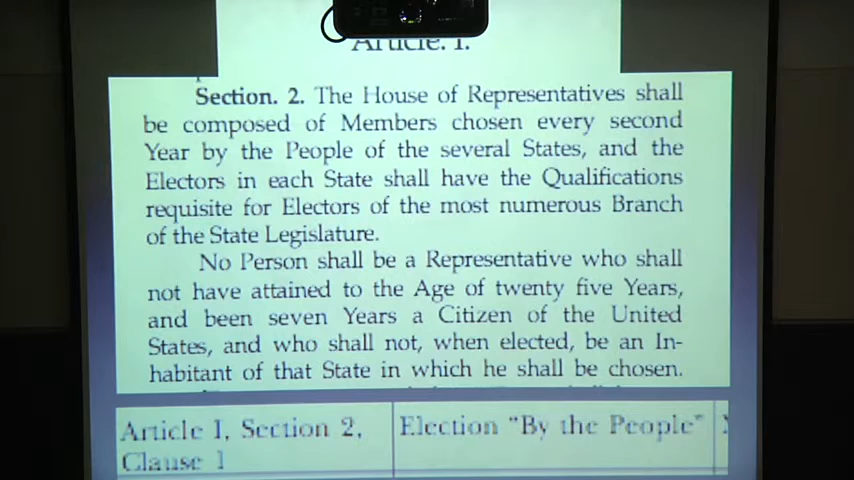 Article. I.
Section. 2. The House of Representatives shall
be composed of Members chosen every second
Year by the People of the several States, and the
Electors in each State shall have the Qualifications
requisite for Electors of the most numerous Branch
of the State Legislature.
No Person shall be a Representative who shall
not have attained to the Age of twenty five Years,
and been seven Years a Citizen of the United
States, and who shall not, when elected, be an In-
habitant of that State in which he shall be chosen.
Article I, Section 2,
Clause 1
Election "By the People"